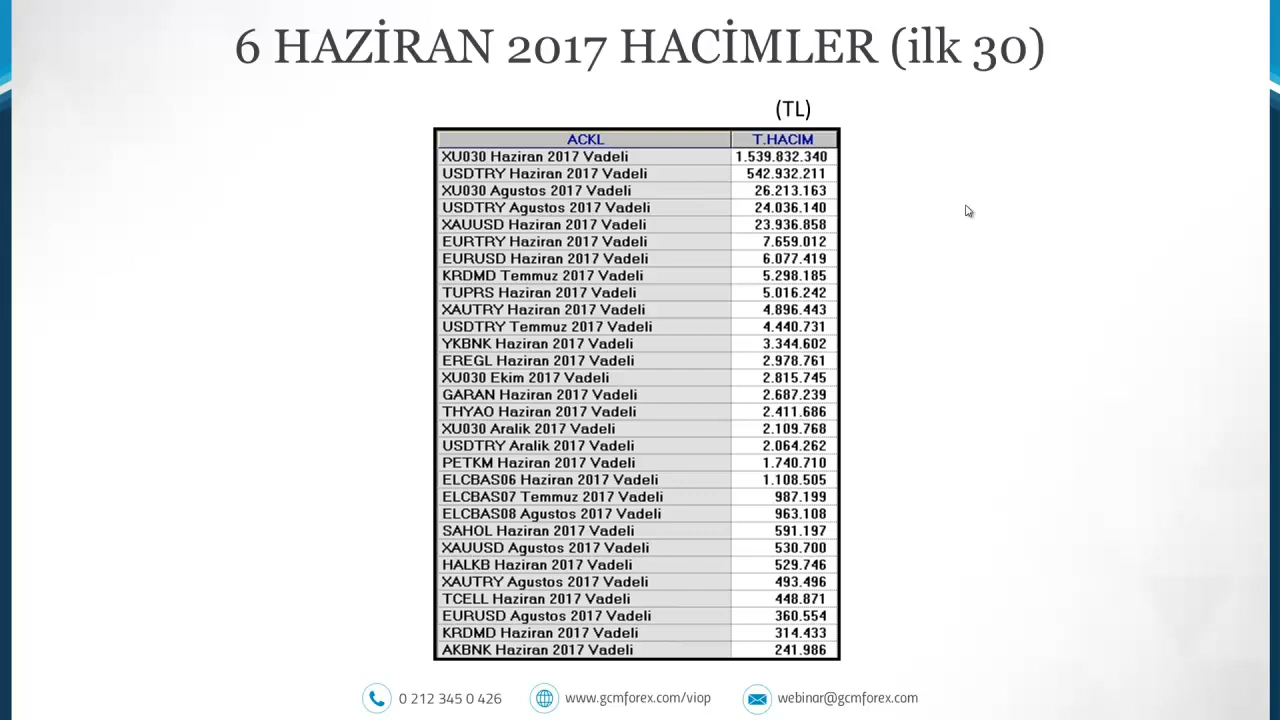 6 HAZİRAN 2017 HACİMLER (ilk 30)
(TL)
ACKL T.HACIM
XU030 Haziran 2017 Vadeli 1.539.832.340
USDTRY Haziran 2017 Vadeli 542.932.211
XU030 Agustos 2017 Vadeli 26.213.163
USDTRY Agustos 2017 Vadeli 24.036.140
XAUUSD Haziran 2017 Vadeli 23.936.858
EURTRY Haziran 2017 Vadeli 7.659.012
EURUSD Haziran 2017 Vadeli 6.077.419
KRDMD Temmuz 2017 Vadeli 5.298.185
TUPRS Haziran 2017 Vadeli 5.016.242
XAUTRY Haziran 2017 Vadeli 4.896.443
USDTRY Temmuz 2017 Vadeli 4.440.731
YKBNK Haziran 2017 Vadeli 3.344.602
EREGL Haziran 2017 Vadeli 2.978.761
XU030 Ekim 2017 Vadeli 2.815.745
GARAN Haziran 2017 Vadeli 2.687.239
THYAO Haziran 2017 Vadeli 2.411.686
XU030 Aralik 2017 Vadeli 2.109.768
USDTRY Aralik 2017 Vadeli 2.064.262
PETKM Haziran 2017 Vadeli 1.740.710
ELCBAS06 Haziran 2017 Vadeli 1.108.505
ELCBAS07 Temmuz 2017 Vadeli 987.199
ELCBAS08 Agustos 2017 Vadeli 963.108
SAHOL Haziran 2017 Vadeli 591.197
XAUUSD Agustos 2017 Vadeli 530.700
HALKB Haziran 2017 Vadeli 529.746
XAUTRY Agustos 2017 Vadeli 493.496
TCELL Haziran 2017 Vadeli 448.871
EURUSD Agustos 2017 Vadeli 360.554
KRDMD Haziran 2017 Vadeli 314.433
AKBNK Haziran 2017 Vadeli 241.986
0 212 345 0 426 www.gcmforex.com/viop webinar@gcmforex.com